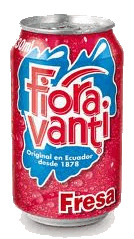 Fiora
Vanti
Original en Ecuador
desde 1878
Fresa